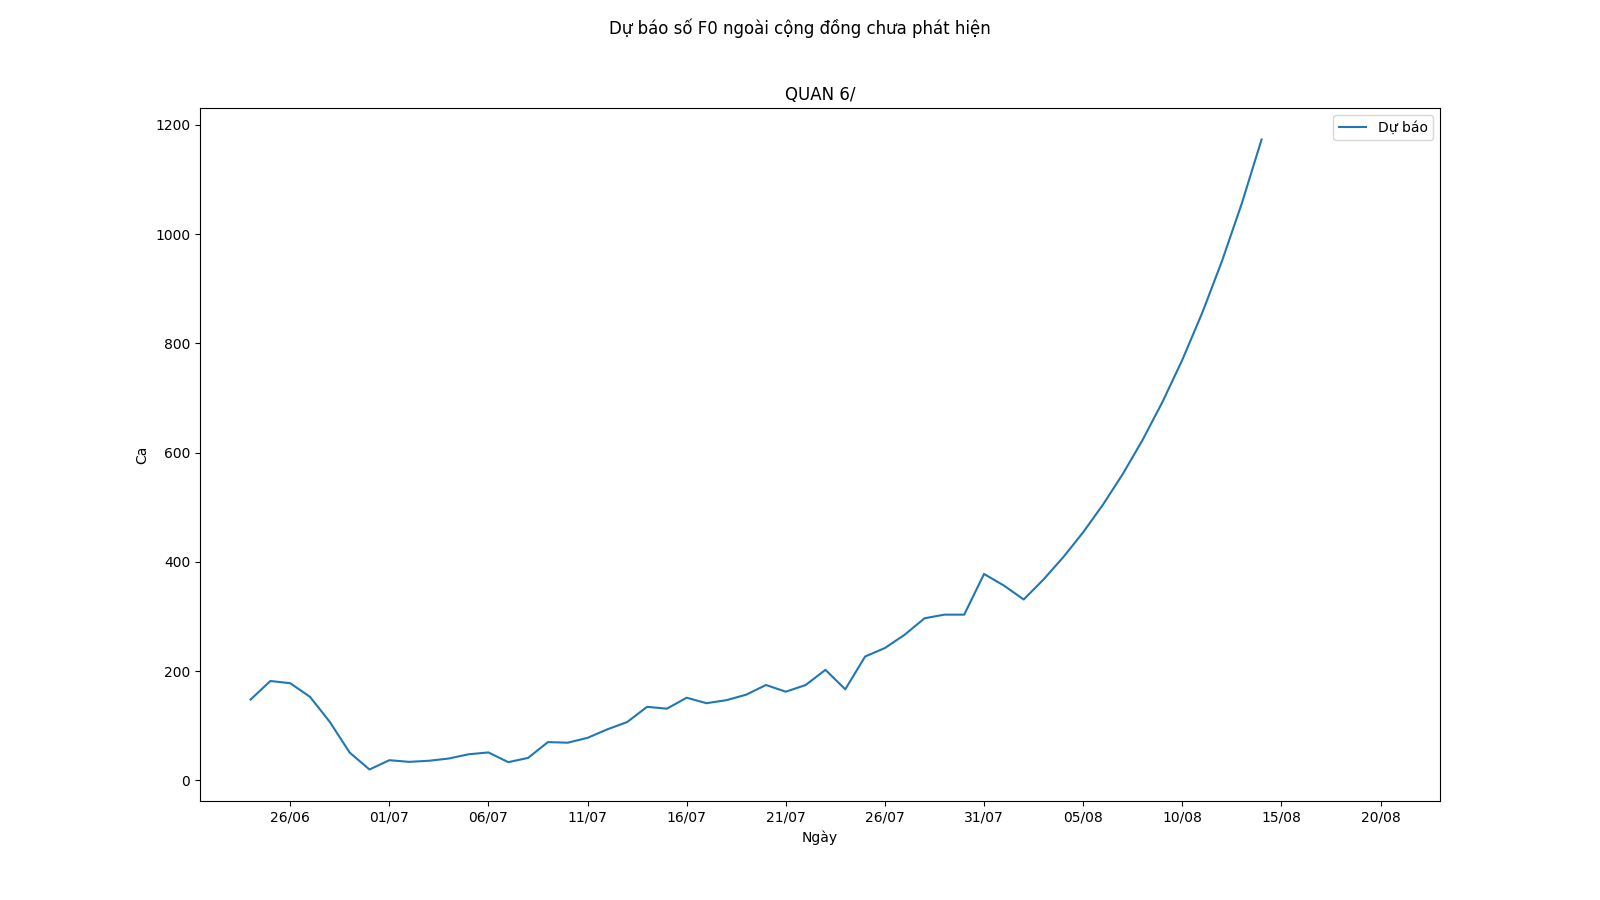 Dự báo số F0 ngoài cộng đồng chưa phát hiện
QUAN 6/
Dự báo
1200
1000
800
600
400
200
0
Ca
26/06 01/07 06/07 11/07 16/07 21/07 26/07 31/07 05/08 10/08 15/08 20/08
Ngày